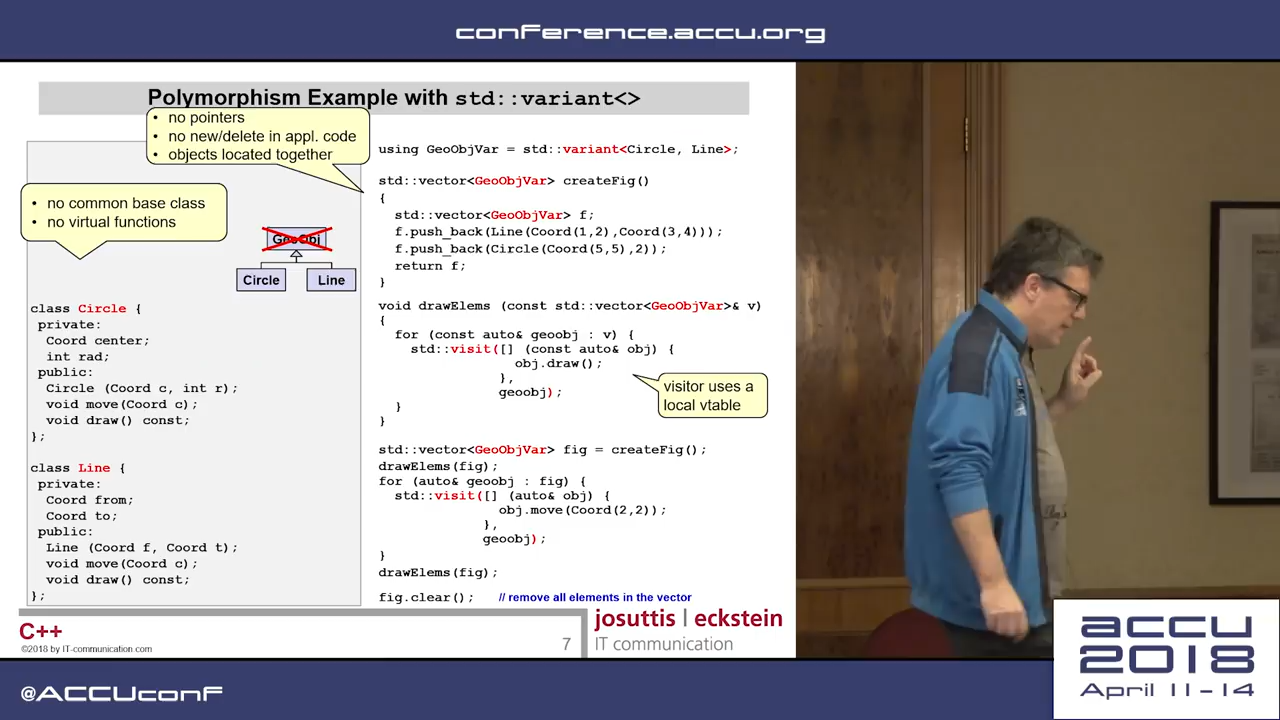 conference.accu.org
Polymorphism Example with std::variant<>
• no pointers
• no new/delete in appl. code
• objects located together
• no common base class
• no virtual functions
GeoObj
Circle
Line
class Circle {
private:
Coord center;
int rad;
public:
Circle (Coord c, int r);
void move(Coord c);
void draw() const;
};
class Line {
private:
Coord from;
Coord to;
public:
Line (Coord f, Coord t);
void move(Coord c);
void draw() const;
};
using GeoObjVar = std::variant<Circle, Line>;
std::vector<GeoObjVar> createFig()
{
std::vector<GeoObjVar> f;
f.push_back(Line(Coord(1,2),Coord(3,4)));
f.push_back(Circle(Coord(5,5),2));
return f;
}
void drawElems (const std::vector<GeoObjVar>& v)
{
for (const auto& geoobj : v) {
std::visit([] (const auto& obj) {
obj.draw();
},
geoobj);
}
}
visitor uses a
local vtable
std::vector<GeoObjVar> fig = createFig();
drawElems(fig);
for (auto& geoobj : fig) {
std::visit([] (auto& obj) {
obj.move(Coord(2,2));
},
geoobj);
}
drawElems(fig);
fig.clear(); // remove all elements in the vector
C++
©2018 by IT-communication.com
7
josuttis | eckstein
IT communication
@ACCUconf
accu
2018
April 11-14